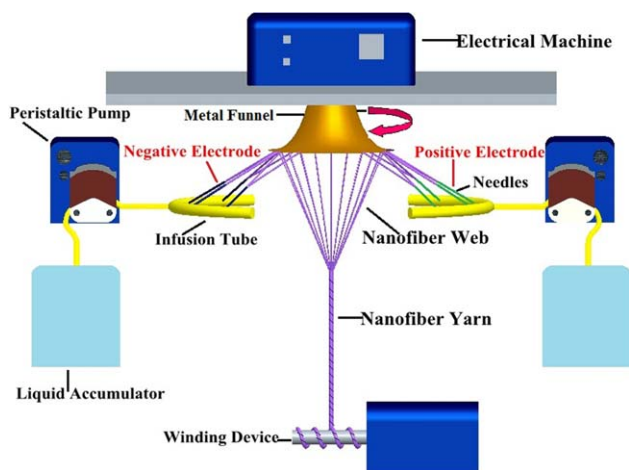 Electrical Machine
Peristaltic Pump
Metal Funnel
Negative Electrode
Positive Electrode
Needles
Infusion Tube
Nanofiber Web
Nanofiber Yarn
Liquid Accumulator
Winding Device